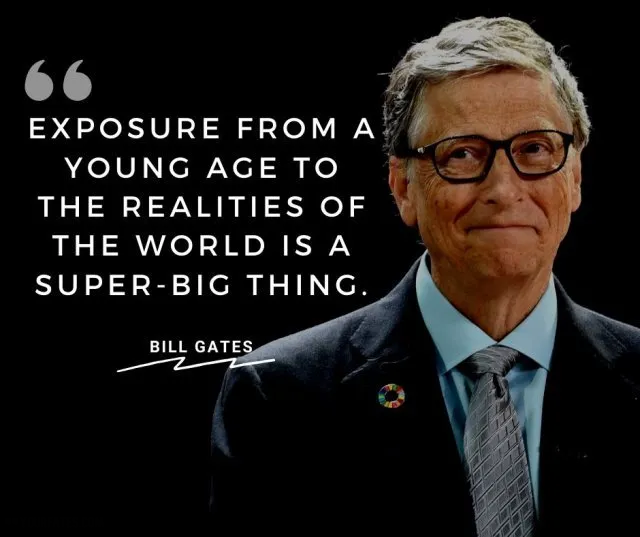 “
EXPOSURE FROM A
YOUNG AGE TO
THE REALITIES OF
THE WORLD IS A
SUPER-BIG THING.
BILL GATES